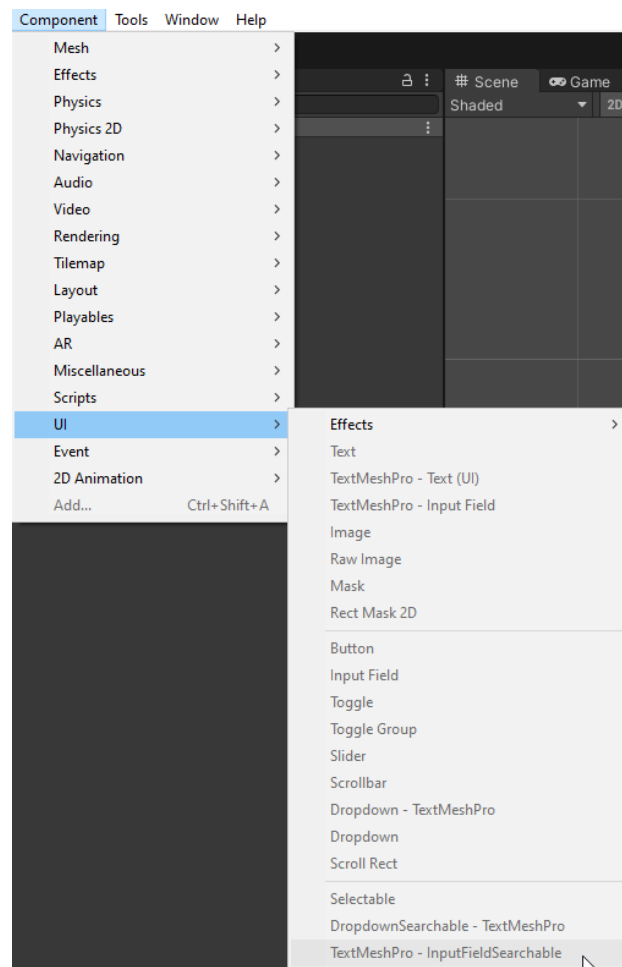 Component Tools Window Help
Mesh
Effects
Physics
Physics 2D
Navigation
Audio
Video
Rendering
Tilemap
Layout
Playables
AR
Miscellaneous
Scripts
UI
Event
2D Animation
Add... Ctrl+Shift+A
# Scene Game
Shaded 2D
Effects
Text
TextMeshPro - Text (UI)
TextMeshPro - Input Field
Image
Raw Image
Mask
Rect Mask 2D
Button
Input Field
Toggle
Toggle Group
Slider
Scrollbar
Dropdown - TextMeshPro
Dropdown
Scroll Rect
Selectable
DropdownSearchable - TextMeshPro
TextMeshPro - InputFieldSearchable